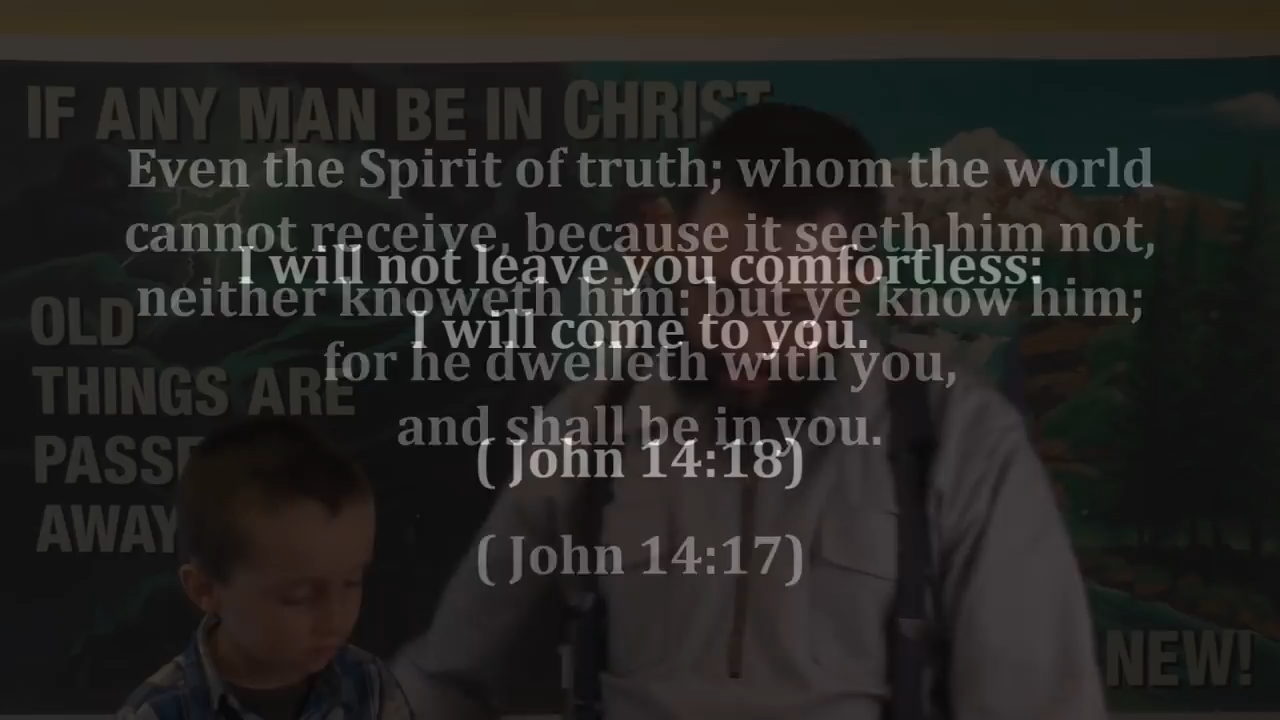 IF ANY MAN BE IN CHRIST
Even the Spirit of truth; whom the world
cannot receive, because it seeth him not,
neither knoweth him: but ye know him;
for he dwelleth with you,
and shall be in you.
( John 14:17)
I will not leave you comfortless:
I will come to you.
( John 14:18)
OLD
THINGS ARE
PASSE
AWAY
NEW!